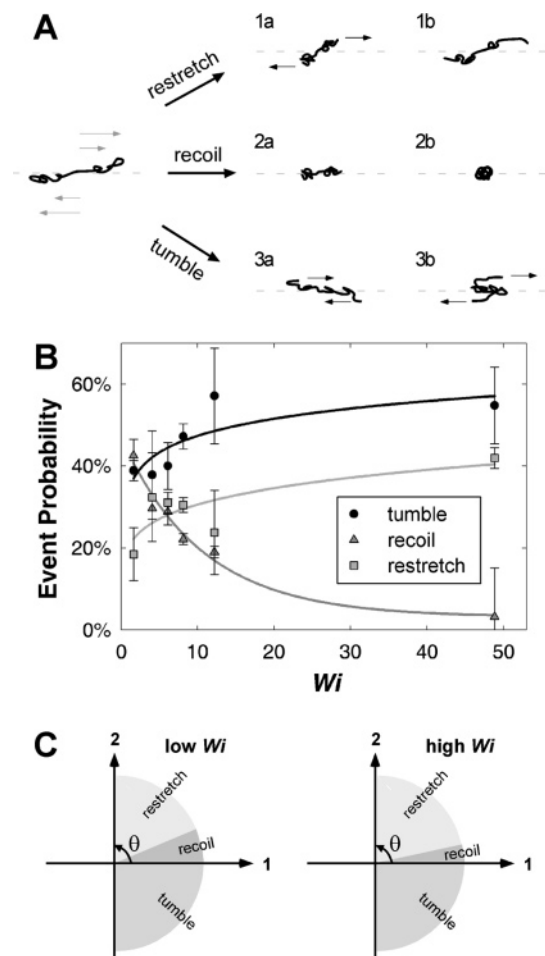 A
1a
1b
restretch
2a
2b
recoil
3a
3b
tumble
B
Event Probability
60%
40%
20%
0%
tumble
recoil
restretch
0
10
20
30
40
50
Wi
C
2
low Wi
restretch
θ
recoil
1
tumble
2
high Wi
restretch
θ
recoil
1
tumble